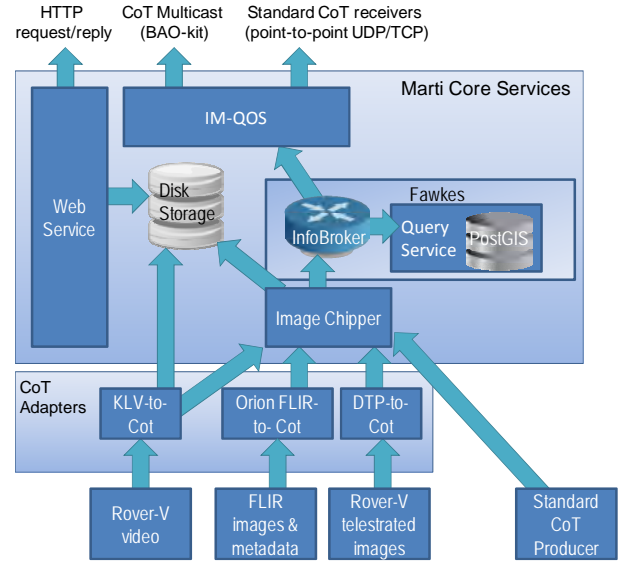 HTTP
request/reply
CoT Multicast
(BAO-kit)
Standard CoT receivers
(point-to-point UDP/TCP)
Marti Core Services
IM-QOS
Web
Service
Disk
Storage
Fawkes
InfoBroker
Query
Service
PostGIS
Image Chipper
CoT
Adapters
KLV-to-
Cot
Orion FLIR-
to- Cot
DTP-to-
Cot
Rover-V
video
FLIR
images &
metadata
Rover-V
telestrated
images
Standard
CoT
Producer